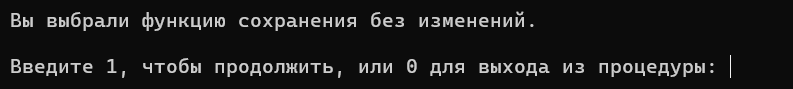 Вы выбрали функцию сохранения без изменений.
Введите 1, чтобы продолжить, или 0 для выхода из процедуры: